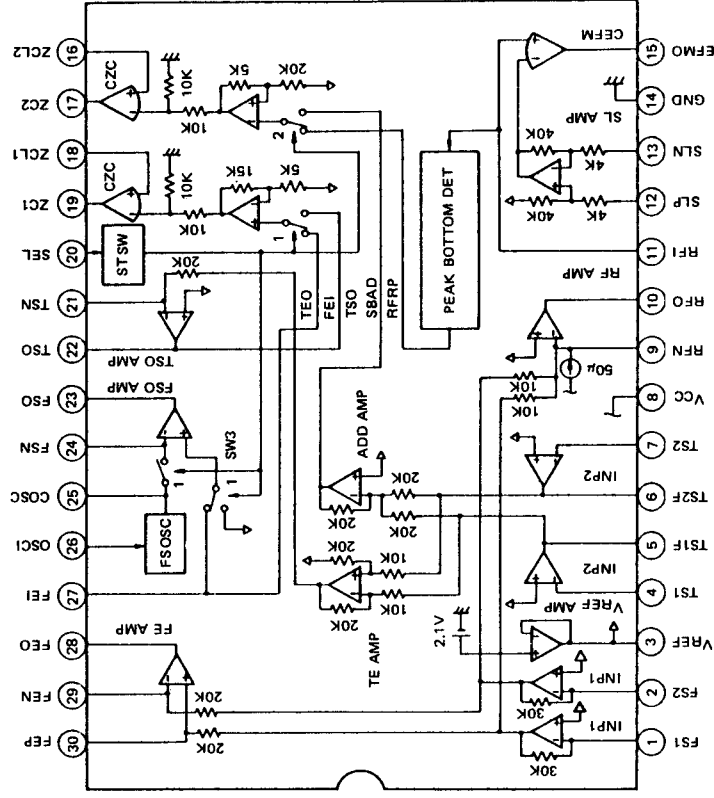 FEP 30
FEN 29
FEO 28
FEI 27
OSCI 26
COSC 25
FSN 24
FSO 23
TSO 22
TSN 21
SEL 20
ZC1 19
ZCL1 18
ZC2 17
ZCL2 16
FE AMP
20K
20K
FSOSC
SW3
1
1
FSO AMP
TSO AMP
20K
ST SW
CZC
10K
10K
15K
5K
1
CZC
10K
10K
5K
20K
2
TEO
FEI
TSO
SBAD
RFRP
TE AMP
20K
20K
10K
10K
ADD AMP
20K
20K
20K
PEAK BOTTOM DET
2.1V
30K
INP1
30K
INP1
VREF AMP
INP2
INP2
10K
10K
50μ
RF AMP
40K
4K
40K
4K
SL AMP
CEFM
1 FS1
2 FS2
3 VREF
4 TS1
5 TS1F
6 TS2F
7 TS2
8 VCC
9 RFN
10 RFO
11 RFI
12 SLP
13 SLN
14 GND
15 EFMO